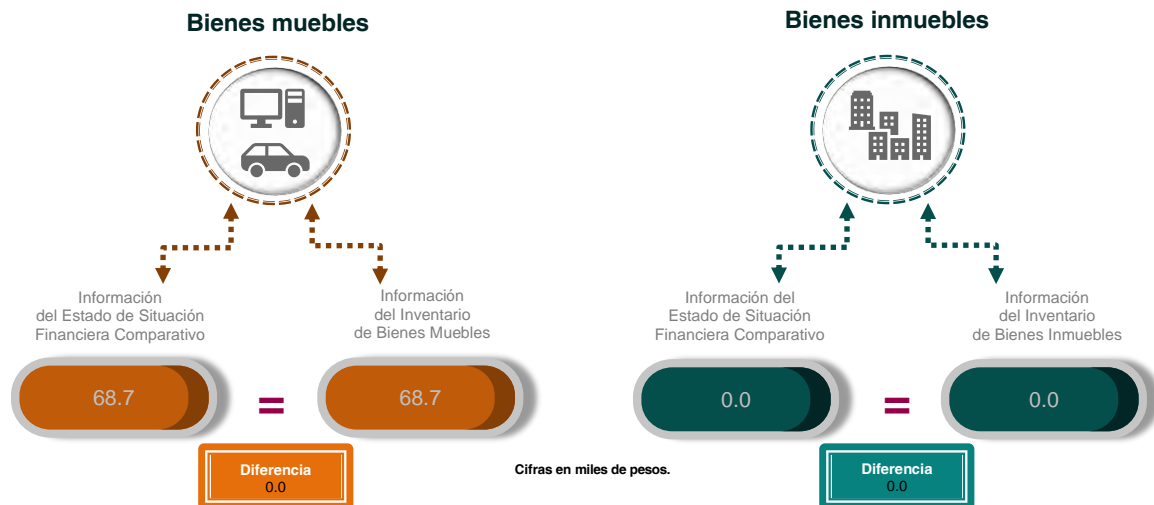 Bienes muebles
Información
del Estado de Situación
Financiera Comparativo
Información
del Inventario
de Bienes Muebles
68.7
=
68.7
Diferencia
0.0
Cifras en miles de pesos.
Bienes inmuebles
Información del
Estado de Situación
Financiera Comparativo
Información
del Inventario
de Bienes Inmuebles
0.0
=
0.0
Diferencia
0.0